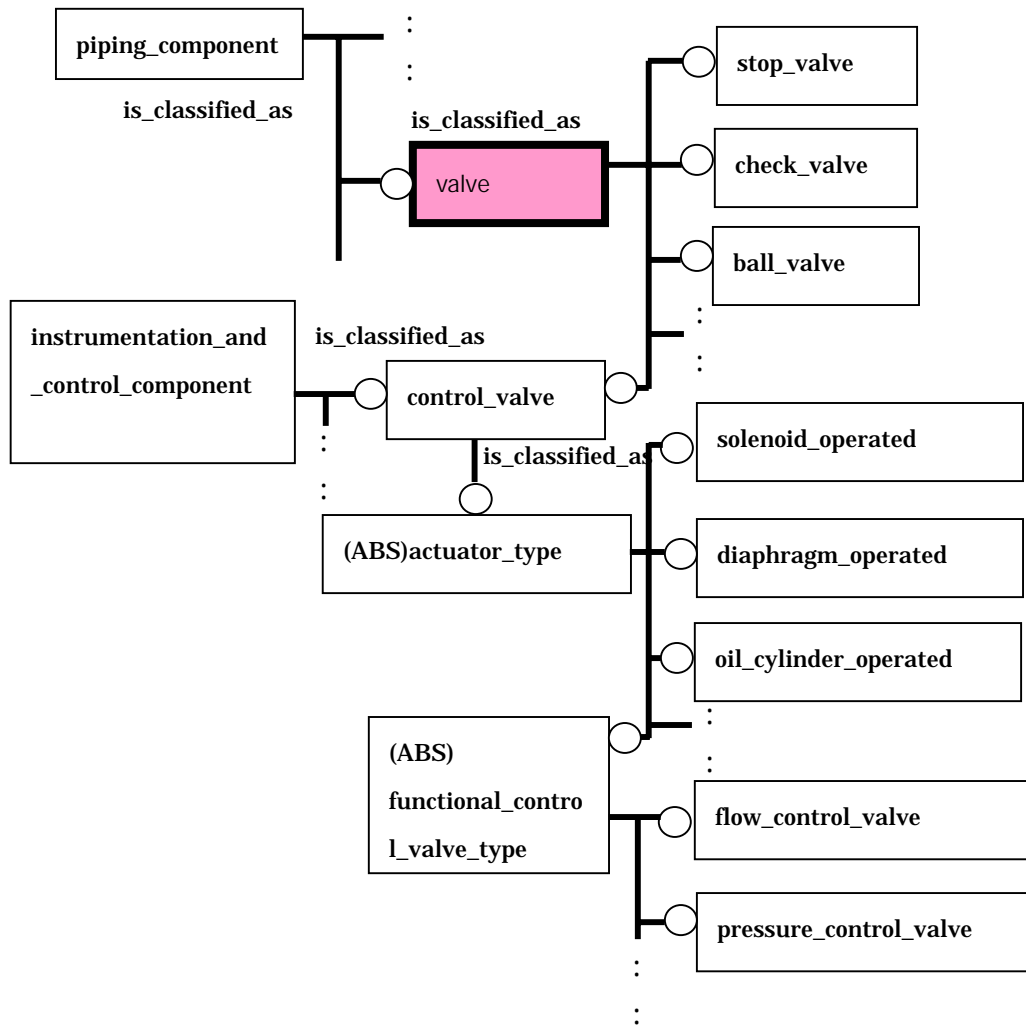 piping_component
:
:
is_classified_as
is_classified_as
valve
stop_valve
check_valve
ball_valve
:
:
instrumentation_and
_control_component
is_classified_as
control_valve
:
:
is_classified_as
(ABS)actuator_type
solenoid_operated
diaphragm_operated
oil_cylinder_operated
:
:
(ABS)
functional_contro
l_valve_type
flow_control_valve
pressure_control_valve
:
: